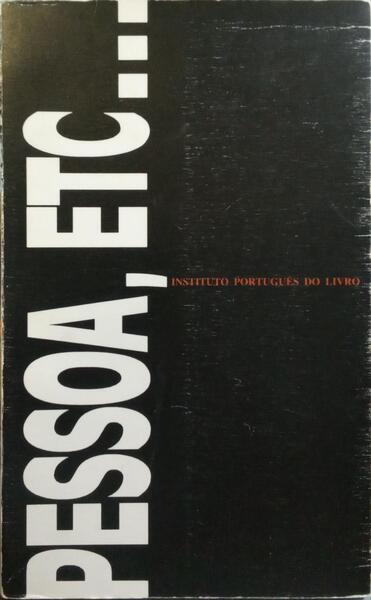 PESSOA, ETC...
INSTITUTO PORTUGUÊS DO LIVRO